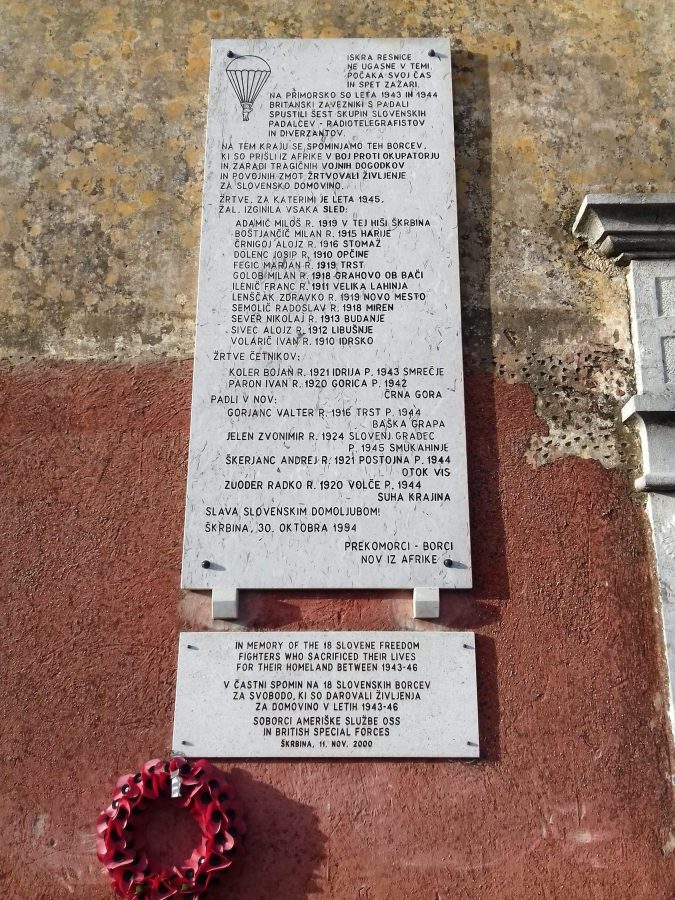 ISKRA RESNICE
NE UGASNE V TEMI,
POČAKA SVOJ ČAS
IN SPET ZAŽARI.
NA PRIMORSKO SO LETA 1943 IN 1944
BRITANSKI ZAVEZNIKI S PADALI
SPUSTILI ŠEST SKUPIN SLOVENSKIH
PADALCEV - RADIOTELEGRAFISTOV
IN DIVERZANTOV.
NA TEM KRAJU SE SPOMINJAMO TEH BORCEV,
KI SO PRIŠLI IZ AFRIKE V BOJ PROTI OKUPATORJU
IN ZARADI TRAGIČNIH VOJNIH DOGODKOV
IN POVOJNIH ZMOT ŽRTVOVALI ŽIVLJENJE
ZA SLOVENSKO DOMOVINO.
ŽRTVE, ZA KATERIMI JE LETA 1945,
ŽAL, IZGINILA VSAKA SLED:
ADAMIČ MILOŠ R. 1919 V TEJ HIŠI ŠKRBINA
BOŠTJANČIČ MILAN R. 1915 HARIJE
ČRNIGOJ ALOJZ R. 1916 STOMAŽ
DOLENC JOSIP R. 1910 OPČINE
FEGIC MARJAN R. 1919 TRST
GOLOB MILAN R. 1918 GRAHOVO OB BAČI
ILENIČ FRANC R. 1911 VELIKA LAHINJA
LENŠČAK ZDRAVKO R. 1919 NOVO MESTO
SEMOLIČ RADOSLAV R. 1918 MIREN
SEVER NIKOLAJ R. 1913 BUDANJE
SIVEC ALOJZ R. 1912 LIBUŠNJE
VOLARIČ IVAN R. 1910 IDRSKO
ŽRTVE ČETNIKOV:
KOLER BOJAN R. 1921 IDRIJA P. 1943 SMREČJE
PARON IVAN R. 1920 GORICA P. 1942
ČRNA GORA
PADLI V NOV:
GORJANC VALTER R. 1916 TRST P. 1944
BAŠKA GRAPA
JELEN ZVONIMIR R. 1924 SLOVENJ GRADEC
P. 1945 SMUKAHINJE
ŠKERJANC ANDREJ R. 1921 POSTOJNA P. 1944
OTOK VIS
ZUODER RADKO R. 1920 VOLČE P. 1944
SUHA KRAJINA
SLAVA SLOVENSKIM DOMOLJUBOM!
ŠKRBINA, 30. OKTOBRA 1994
PREKOMORCI - BORCI
NOV IZ AFRIKE
IN MEMORY OF THE 18 SLOVENE FREEDOM
FIGHTERS WHO SACRIFICED THEIR LIVES
FOR THEIR HOMELAND BETWEEN 1943-46
V ČASTNI SPOMIN NA 18 SLOVENSKIH BORCEV
ZA SVOBODO, KI SO DAROVALI ŽIVLJENJA
ZA DOMOVINO V LETIH 1943-46
SOBORCI AMERIŠKE SLUŽBE OSS
IN BRITISH SPECIAL FORCES
ŠKRBINA, 11. NOV. 2000